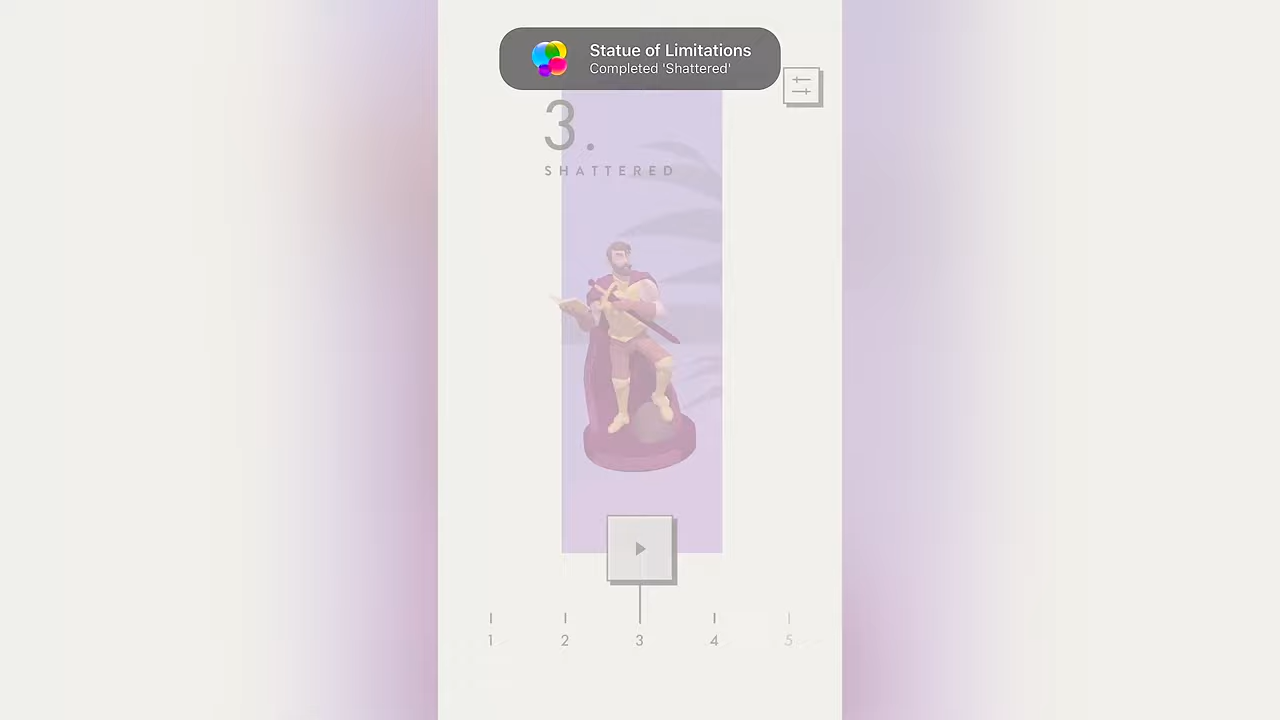 Statue of Limitations
Completed 'Shattered'
3.
SHATTERED
1
2
3
4
5